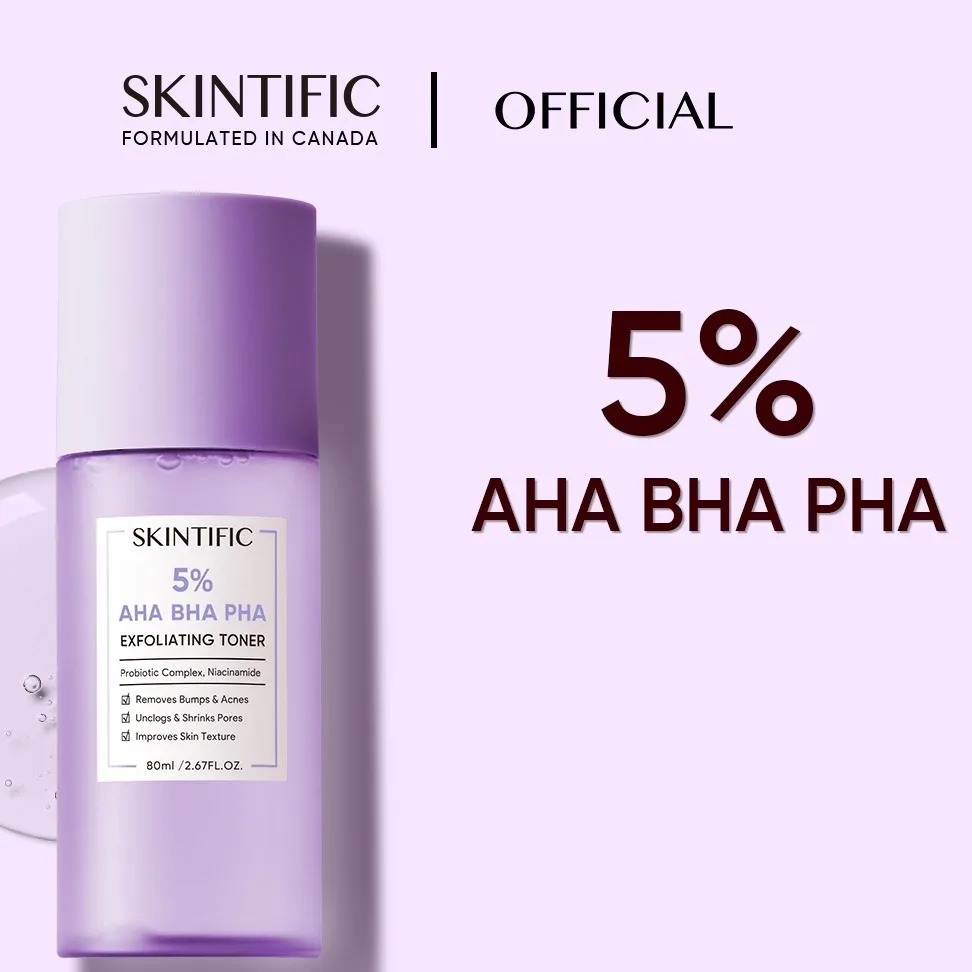 SKINTIFIC | OFFICIAL
FORMULATED IN CANADA
5%
AHA BHA PHA
SKINTIFIC
5%
AHA BHA PHA
EXFOLIATING TONER
Probiotic Complex, Niacinamide
☑ Removes Bumps & Acnes
☑ Unclogs & Shrinks Pores
☑ Improves Skin Texture
80ml /2.67FL.OZ.